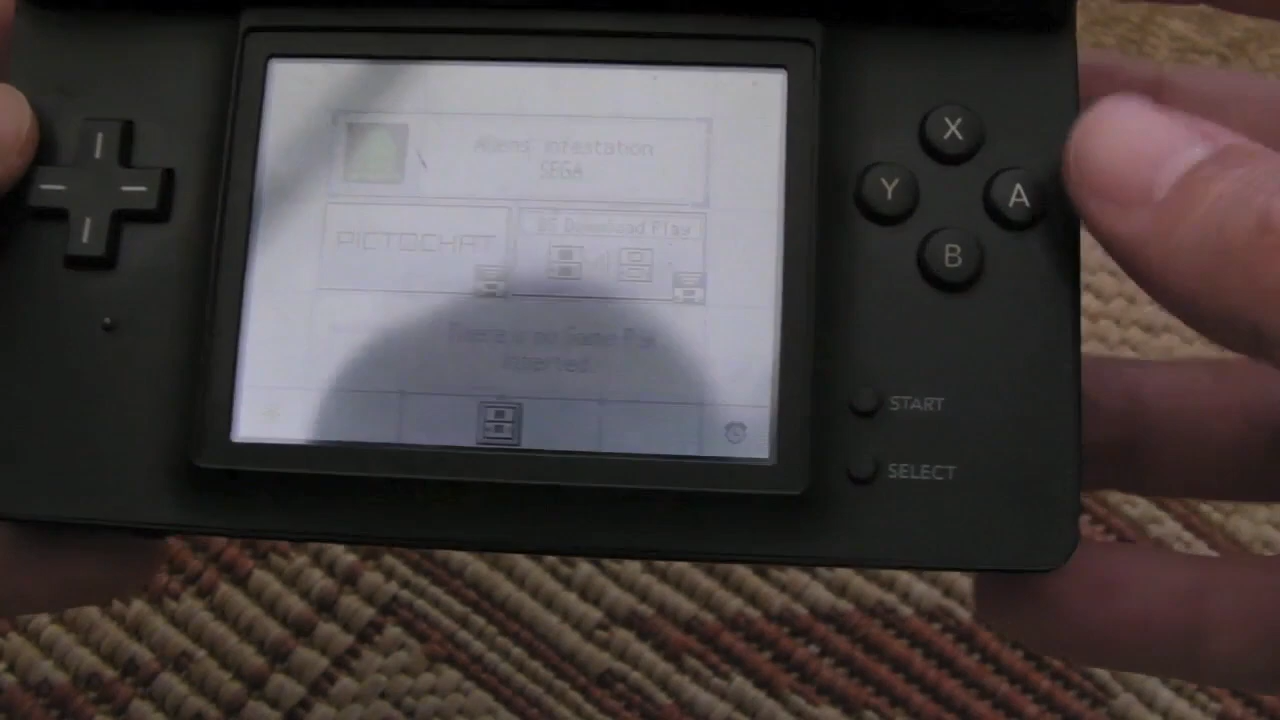 Aliens Infestation
SEGA
PICTOCHAT
DS Download Play
There is no Game Pak
inserted.
X
Y
A
B
START
SELECT